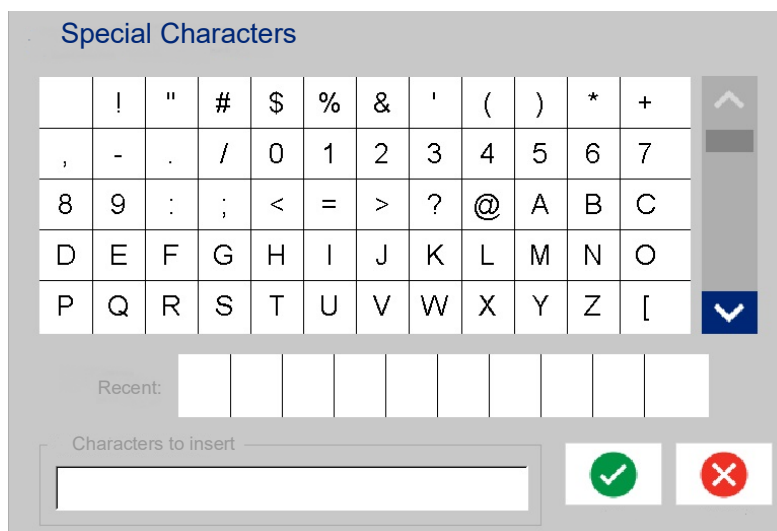 Special Characters
! " # $ % & ' ( ) * +
, - . / 0 1 2 3 4 5 6 7
8 9 : ; < = > ? @ A B C
D E F G H I J K L M N O
P Q R S T U V W X Y Z [
Recent:
Characters to insert